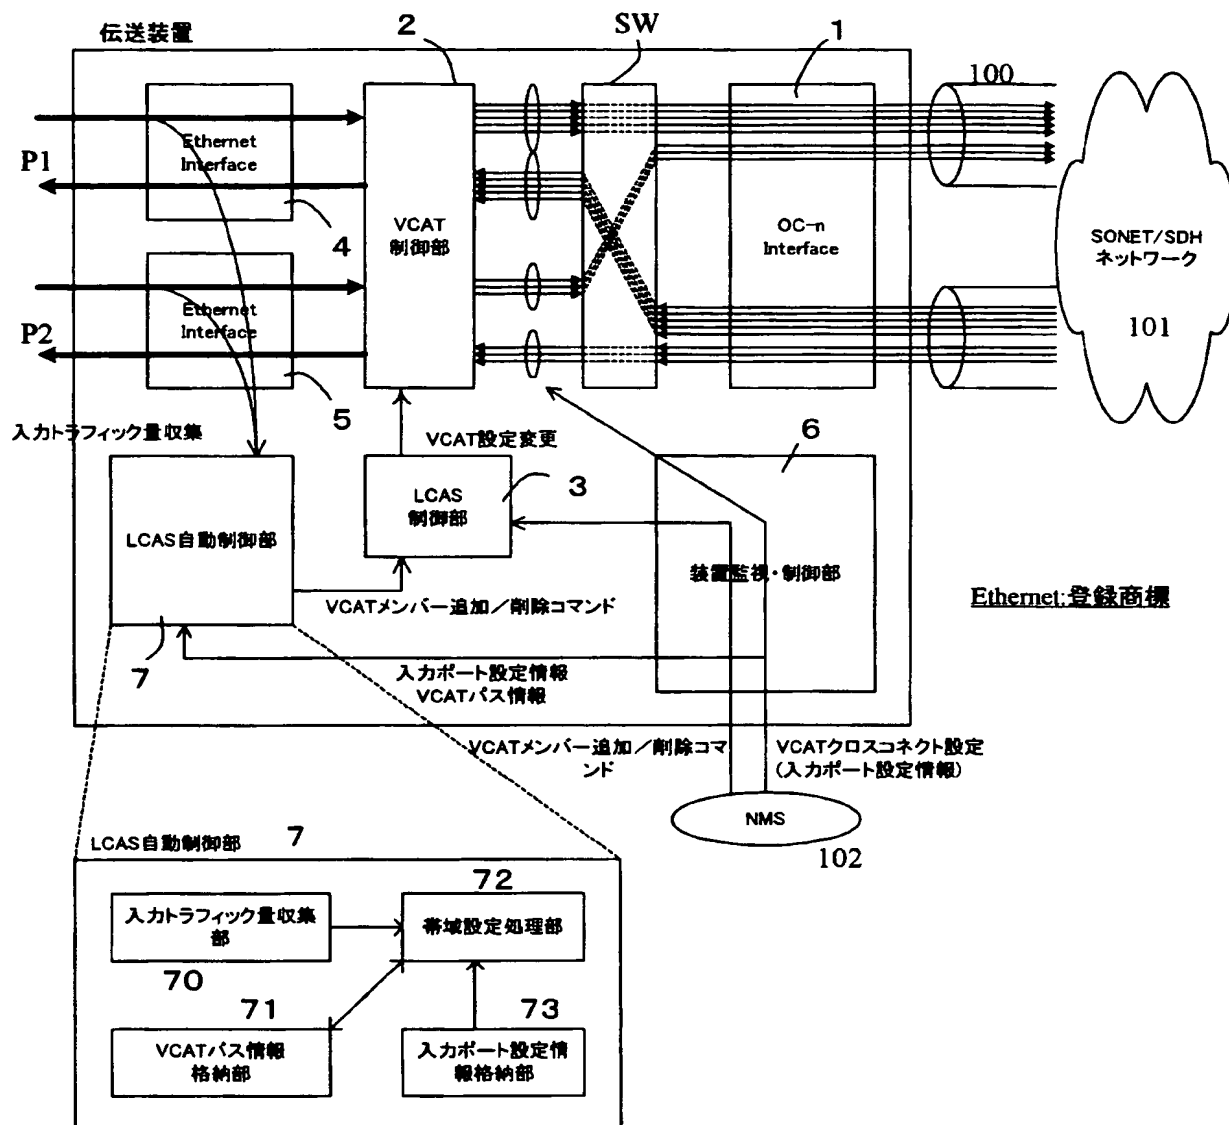 伝送装置
2
SW
1
100
Ethernet
Interface
P1
4
VCAT
制御部
OC-n
Interface
SONET/SDH
ネットワーク
101
Ethernet
Interface
P2
5
入力トラフィック量収集
VCAT設定変更
6
LCAS
制御部
3
LCAS自動制御部
装置監視・制御部
VCATメンバー追加／削除コマンド
Ethernet:登録商標
7
入力ポート設定情報
VCATパス情報
VCATメンバー追加／削除コマ
ンド
VCATクロスコネクト設定
(入力ポート設定情報)
NMS
102
LCAS自動制御部
7
72
入力トラフィック量収集
部
帯域設定処理部
70
71
73
VCATパス情報
格納部
入力ポート設定情
報格納部